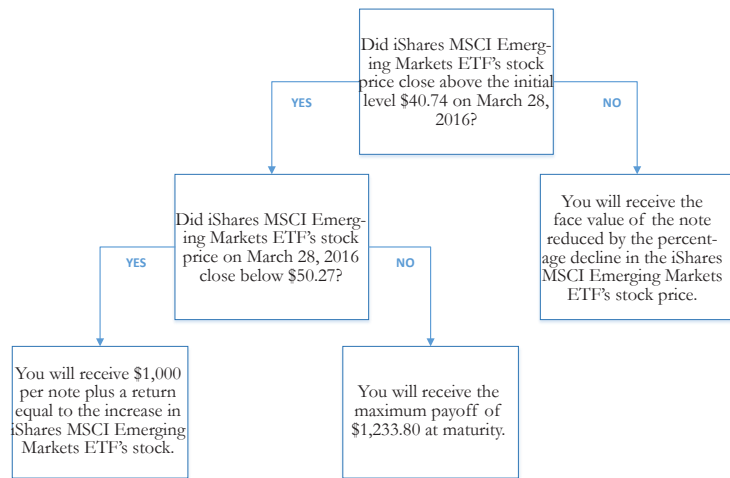 Did iShares MSCI Emerg-
ing Markets ETF's stock
price close above the initial
level $40.74 on March 28,
2016?
YES
NO
Did iShares MSCI Emerg-
ing Markets ETF's stock
price on March 28, 2016
close below $50.27?
You will receive the
face value of the note
reduced by the percent-
age decline in the iShares
MSCI Emerging Markets
ETF's stock price.
YES
NO
You will receive $1,000
per note plus a return
equal to the increase in
iShares MSCI Emerging
Markets ETF's stock.
You will receive the
maximum payoff of
$1,233.80 at maturity.